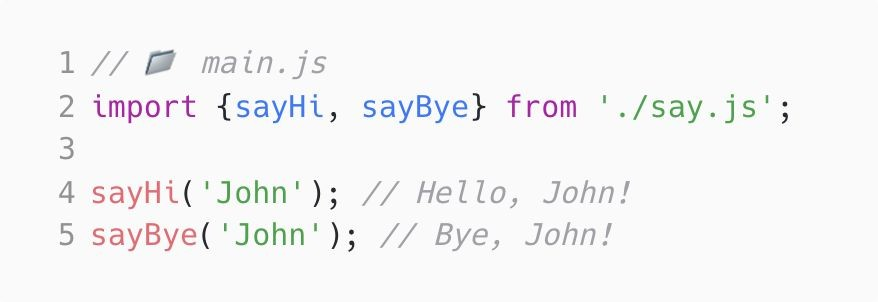 1 // 📁 main.js
2 import {sayHi, sayBye} from './say.js';
3
4 sayHi('John'); // Hello, John!
5 sayBye('John'); // Bye, John!